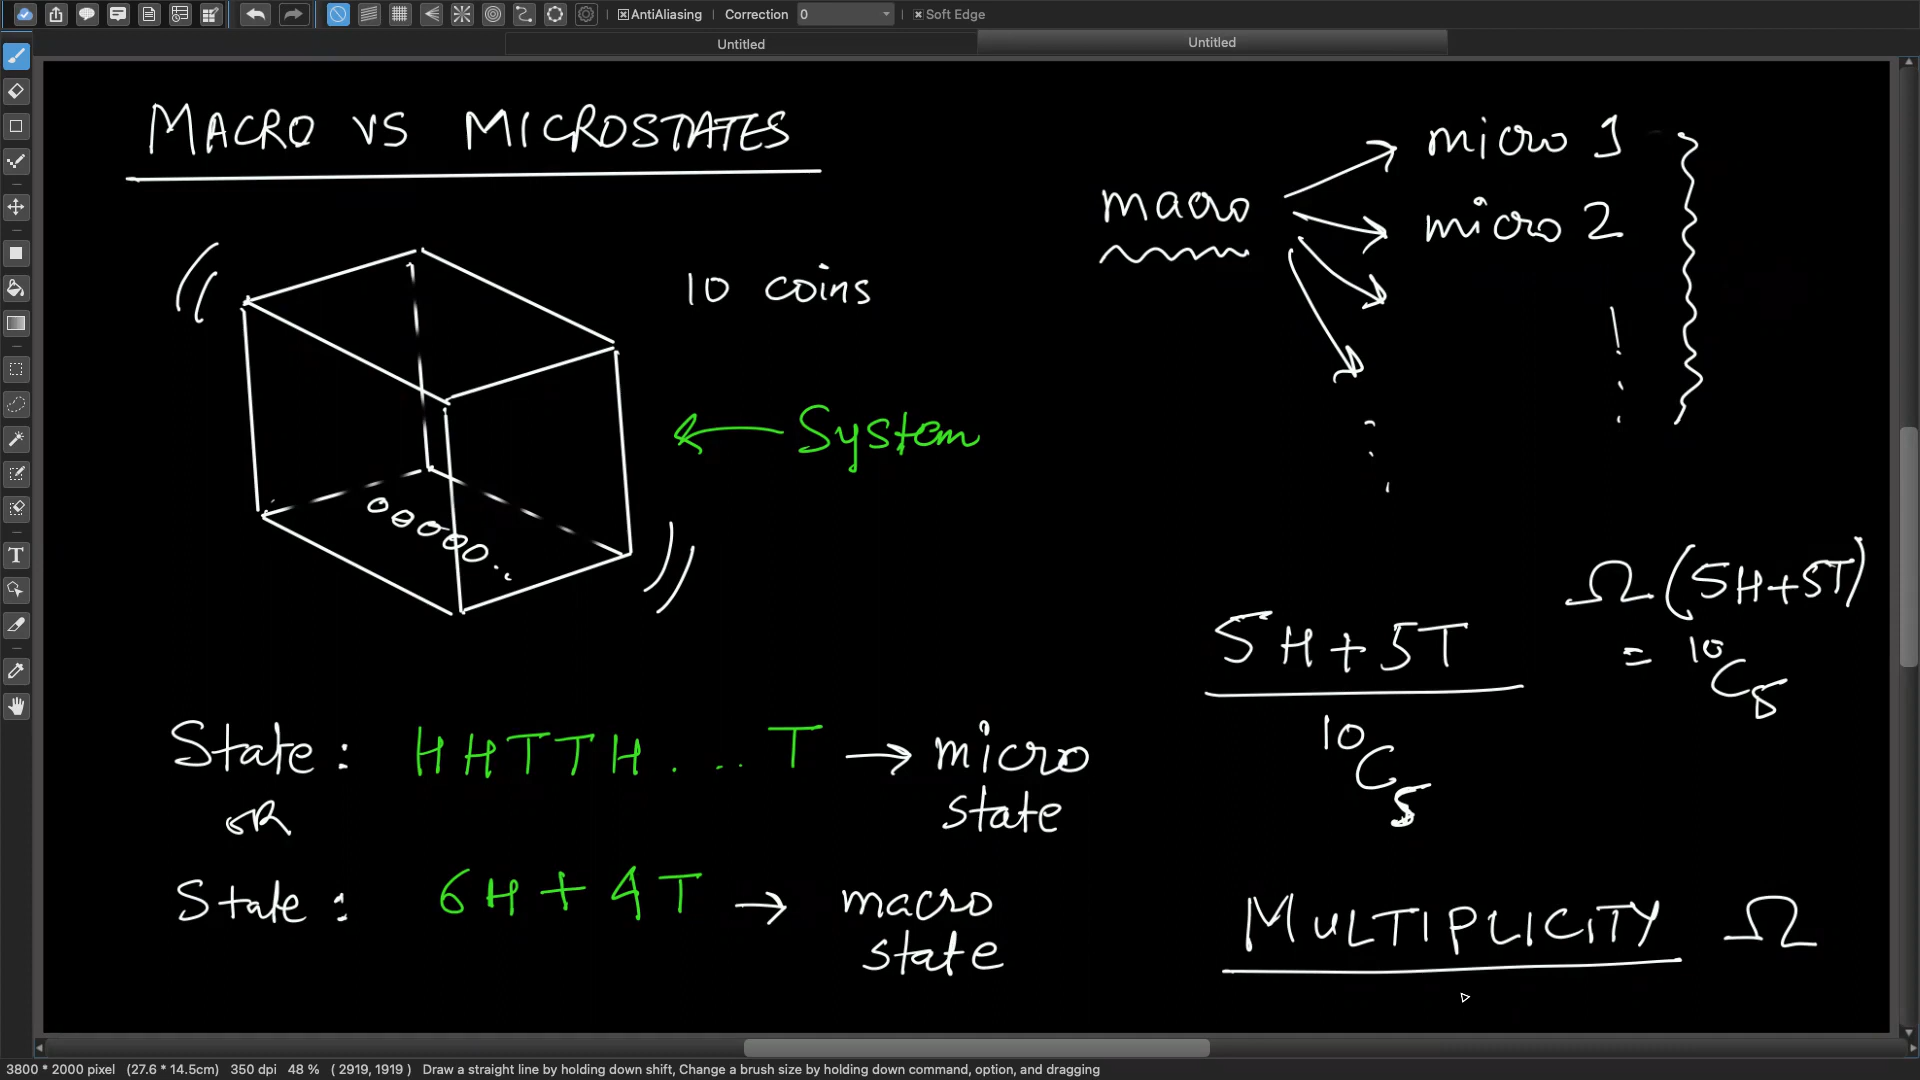 AntiAliasing Correction 0 Soft Edge
Untitled Untitled
MACRO VS MICROSTATES
10 coins
System
State : HHTTH. ... T → micro state
OR
State : 6H + 4T → macro state
macro
micro 1
micro 2
5H+5T
¹⁰C₅
Ω (5H+5T)
= ¹⁰C₅
MULTIPLICITY Ω
3800 * 2000 pixel (27.6 * 14.5cm) 350 dpi 48 % ( 2919, 1919 ) Draw a straight line by holding down shift, Change a brush size by holding down command, option, and dragging